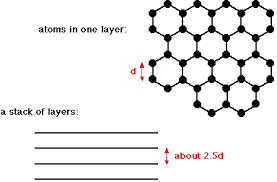 atoms in one layer:
d
a stack of layers:
about 2.5d